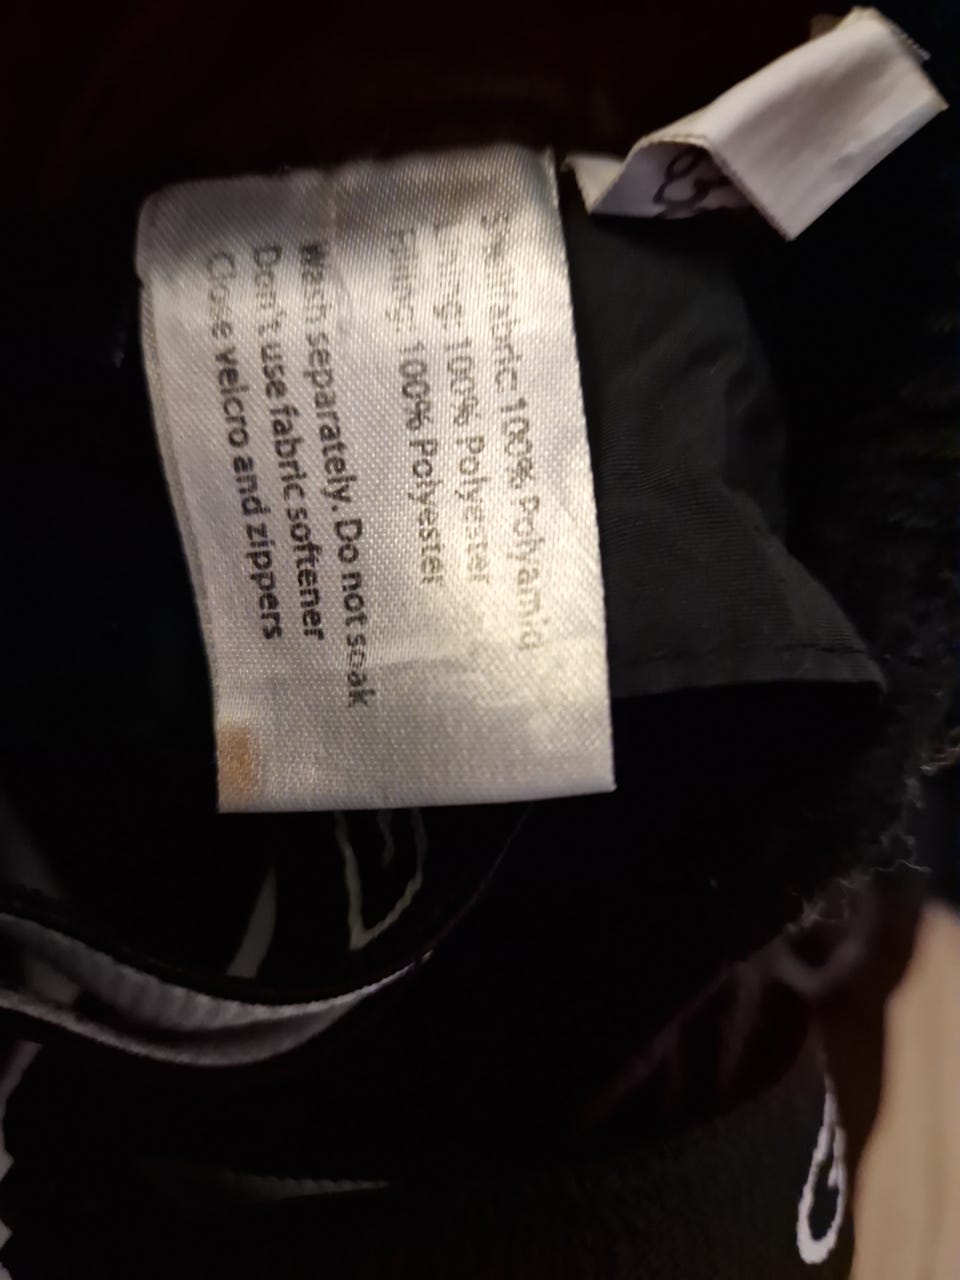 Shellfabric: 100% Polyamid
Lining: 100% Polyester
Filling: 100% Polyester
Wash separately. Do not soak
Don't use fabric softener
Close velcro and zippers